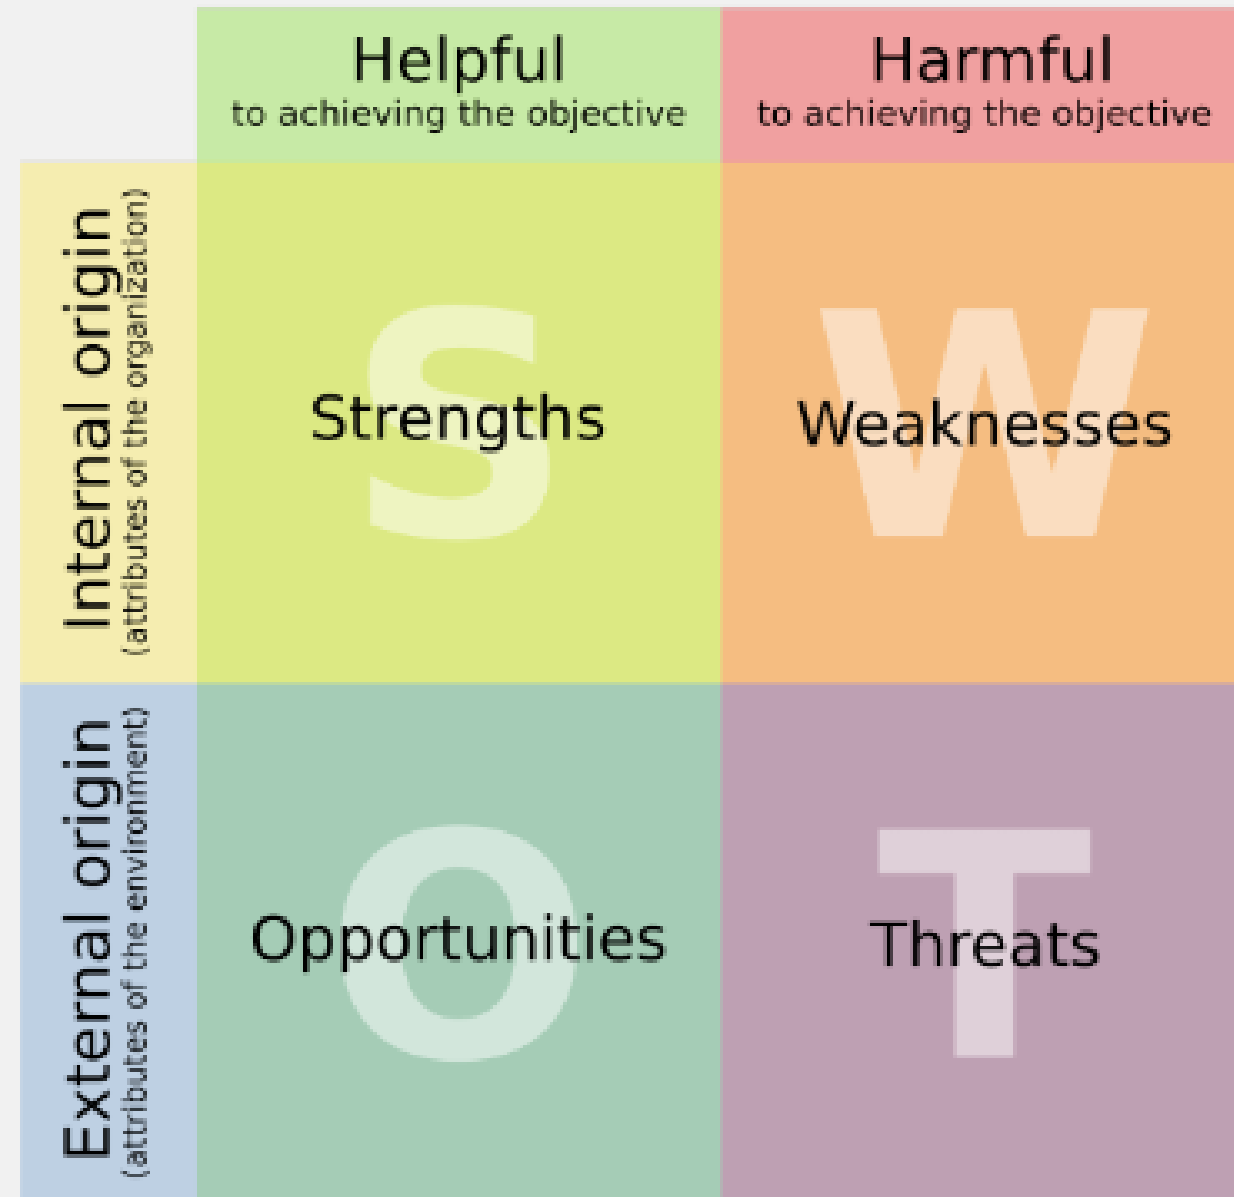 Helpful
to achieving the objective
Harmful
to achieving the objective
Internal origin
(attributes of the organization)
S
Strengths
W
Weaknesses
External origin
(attributes of the environment)
O
Opportunities
T
Threats